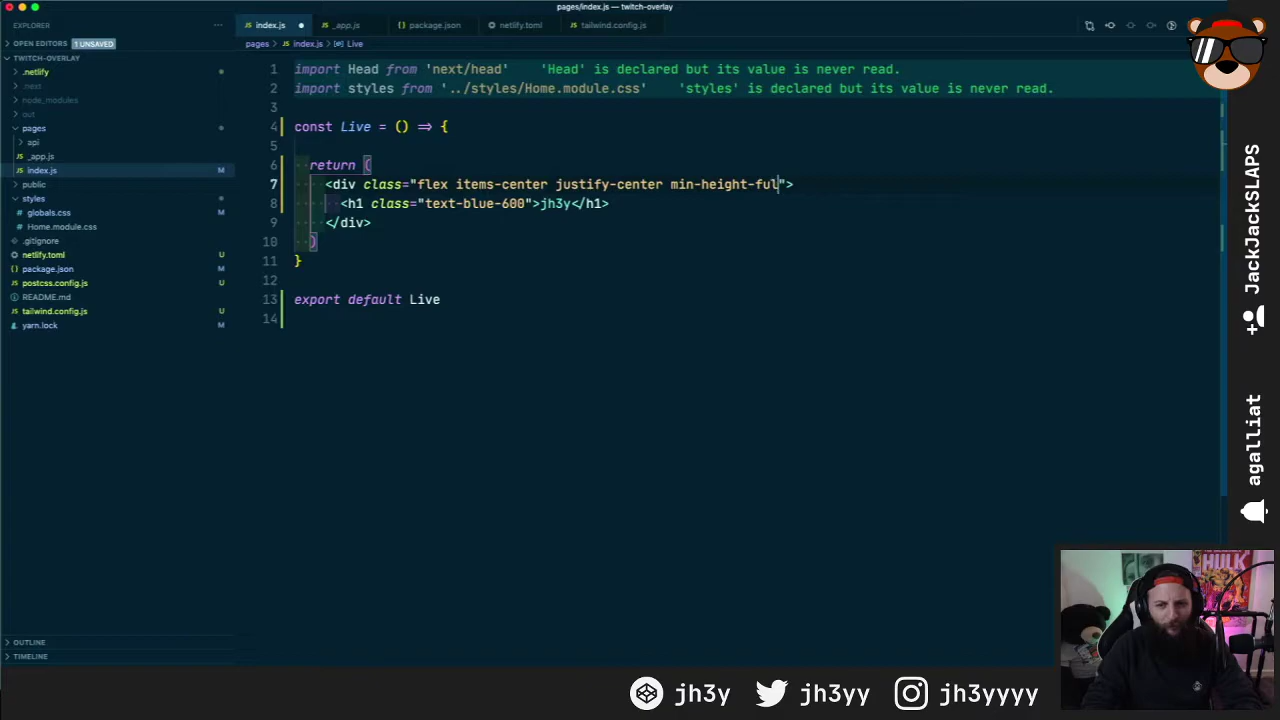 pages/index.js - twitch-overlay
EXPLORER
index.js
_app.js
package.json
netlify.toml
tailwind.config.js
OPEN EDITORS 1 UNSAVED
pages > index.js > Live
TWITCH-OVERLAY
.netlify
.next
node_modules
out
pages
api
_app.js
index.js M
public
styles
globals.css
Home.module.css
.gitignore
netlify.toml U
package.json M
postcss.config.js U
README.md
tailwind.config.js U
yarn.lock M
OUTLINE
TIMELINE
1 import Head from 'next/head' 'Head' is declared but its value is never read.
2 import styles from '../styles/Home.module.css' 'styles' is declared but its value is never read.
3
4 const Live = () => {
5
6 return (
7 <div class="flex items-center justify-center min-height-ful">
8 <h1 class="text-blue-600">jh3y</h1>
9 </div>
10 )
11 }
12
13 export default Live
14
JackJackSLAPS
agalliat
HULK
jh3y
jh3yy
jh3yyyy